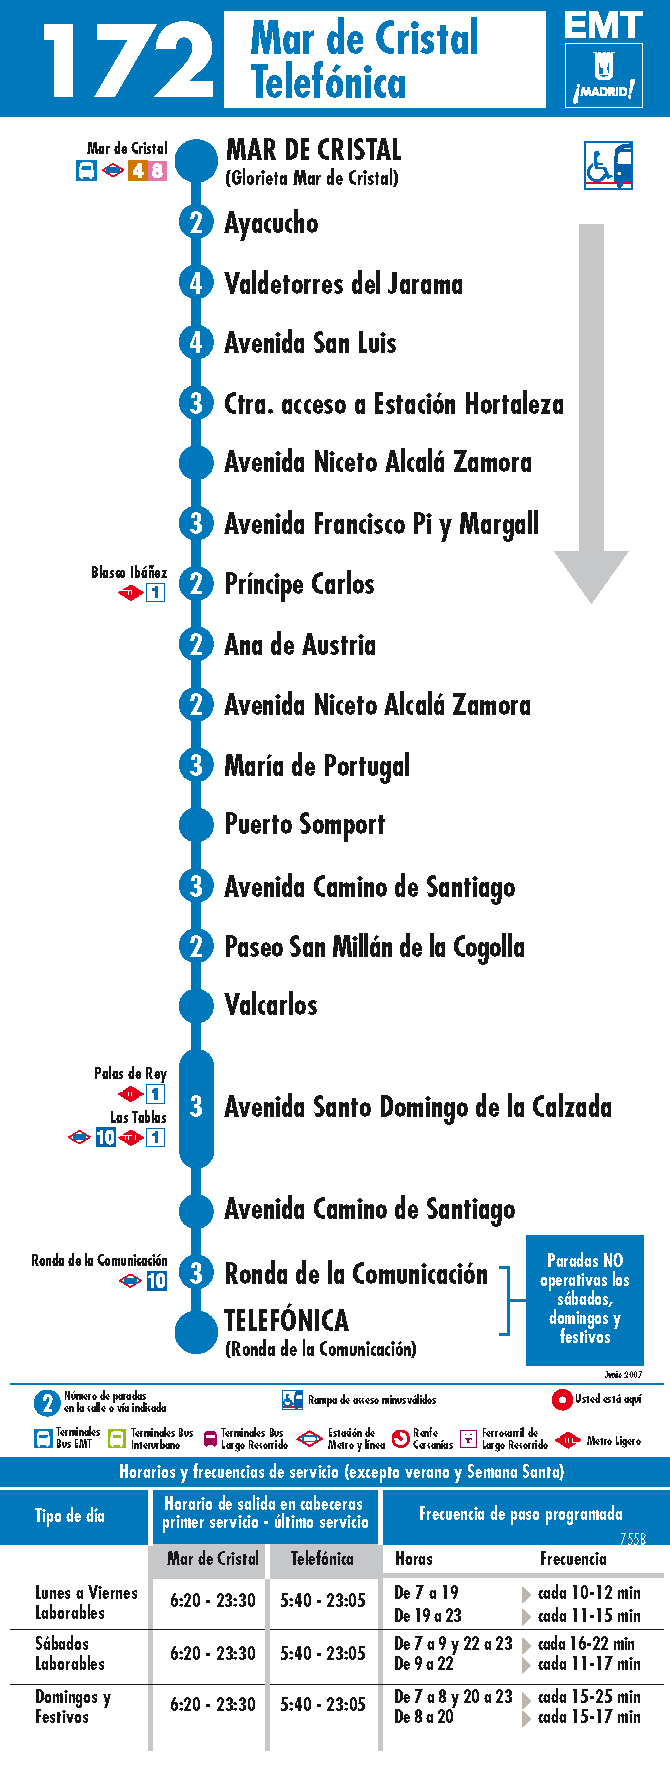 172
Mar de Cristal
Telefónica
EMT
¡MADRID!
Mar de Cristal
4 8
MAR DE CRISTAL
(Glorieta Mar de Cristal)
2 Ayacucho
4 Valdetorres del Jarama
4 Avenida San Luis
3 Ctra. acceso a Estación Hortaleza
Avenida Niceto Alcalá Zamora
3 Avenida Francisco Pi y Margall
Blasco Ibáñez
1
2 Príncipe Carlos
2 Ana de Austria
2 Avenida Niceto Alcalá Zamora
3 María de Portugal
Puerto Somport
3 Avenida Camino de Santiago
2 Paseo San Millán de la Cogolla
Valcarlos
Palas de Rey
1
Las Tablas
10 1
3 Avenida Santo Domingo de la Calzada
Avenida Camino de Santiago
Ronda de la Comunicación
10
3 Ronda de la Comunicación
TELEFÓNICA
(Ronda de la Comunicación)
Paradas NO
operativas los
sábados,
domingos y
festivos
Junio 2007
2 Número de paradas
en la calle o vía indicada
Rampa de acceso minusválidos
Usted está aquí
Terminales
Bus EMT
Terminales Bus
Interurbano
Terminales Bus
Largo Recorrido
Estación de
Metro y línea
Renfe
Cercanías
Ferrocarril de
Largo Recorrido
Metro Ligero
Horarios y frecuencias de servicio (excepto verano y Semana Santa)
Tipo de día
Horario de salida en cabeceras
primer servicio - último servicio
Frecuencia de paso programada
755B
Mar de Cristal Telefónica Horas Frecuencia
Lunes a Viernes
Laborables
6:20 - 23:30 5:40 - 23:05
De 7 a 19 cada 10-12 min
De 19 a 23 cada 11-15 min
Sábados
Laborables
6:20 - 23:30 5:40 - 23:05
De 7 a 9 y 22 a 23 cada 16-22 min
De 9 a 22 cada 11-17 min
Domingos y
Festivos
6:20 - 23:30 5:40 - 23:05
De 7 a 8 y 20 a 23 cada 15-25 min
De 8 a 20 cada 15-17 min